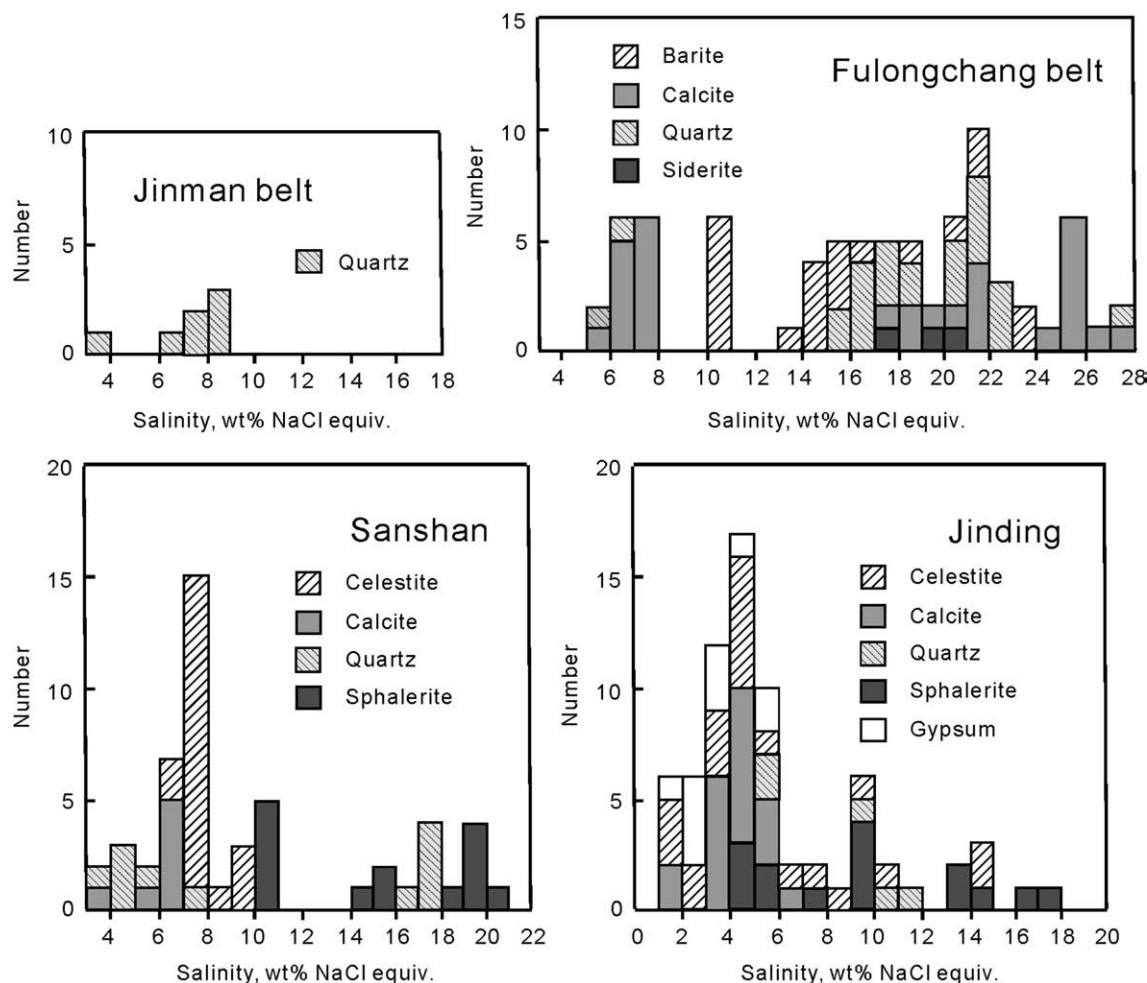 10
5
0
Number
Jinman belt
Quartz
4 6 8 10 12 14 16 18
Salinity, wt% NaCl equiv.
15
10
5
0
Number
Barite
Calcite
Quartz
Siderite
Fulongchang belt
4 6 8 10 12 14 16 18 20 22 24 26 28
Salinity, wt% NaCl equiv.
20
15
10
5
0
Number
Sanshan
Celestite
Calcite
Quartz
Sphalerite
4 6 8 10 12 14 16 18 20 22
Salinity, wt% NaCl equiv.
20
15
10
5
0
Number
Jinding
Celestite
Calcite
Quartz
Sphalerite
Gypsum
0 2 4 6 8 10 12 14 16 18 20
Salinity, wt% NaCl equiv.